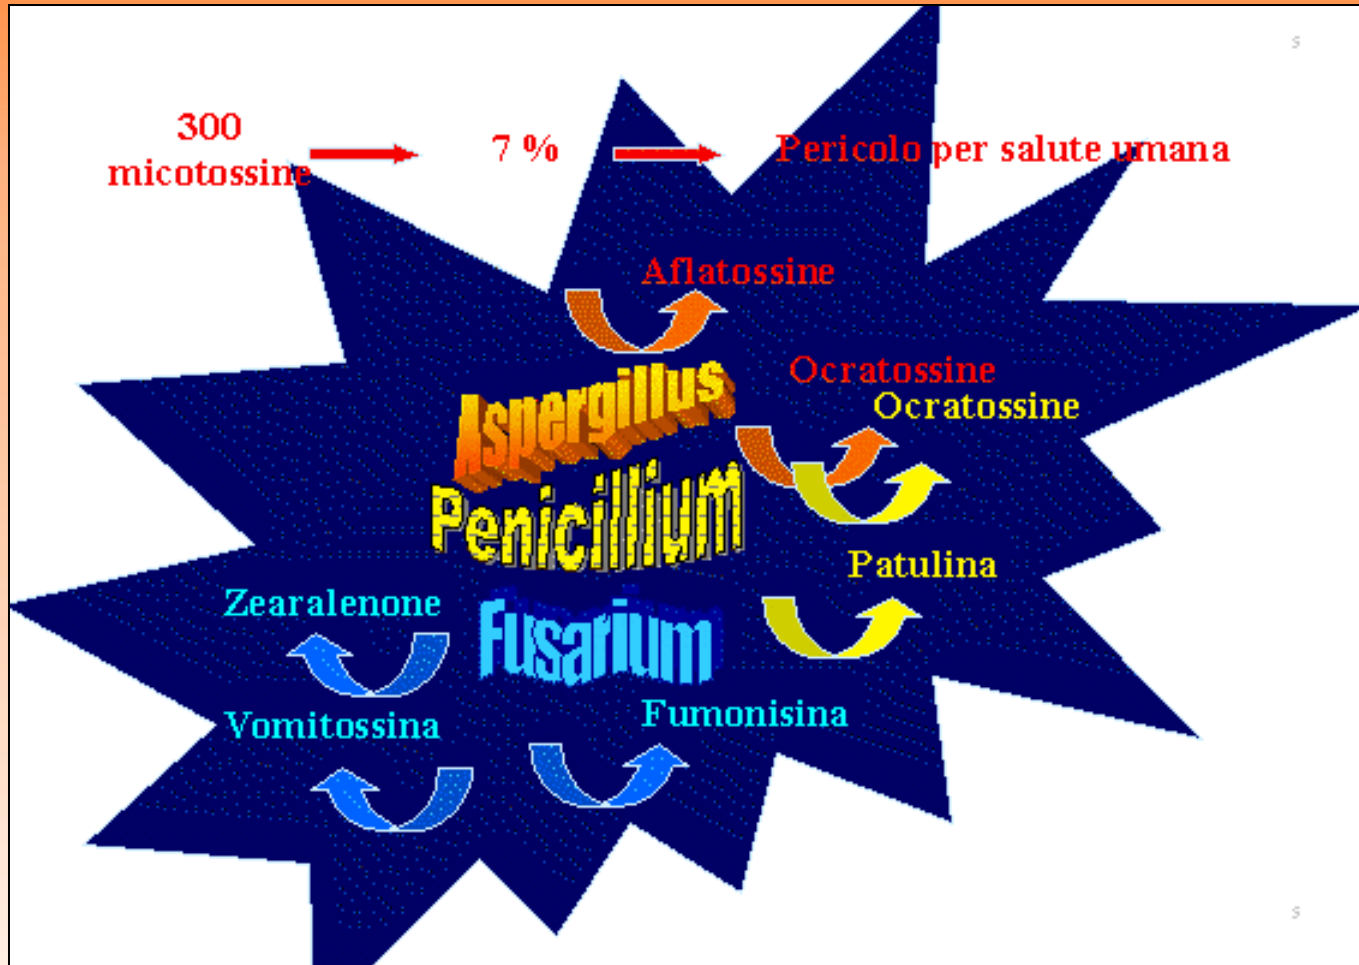 300
micotossine
7 %
Pericolo per salute umana
Aflatossine
Aspergillus
Ocratossine
Ocratossine
Penicillium
Patulina
Zearalenone
Fusarium
Vomitossina
Fumonisina
s
s